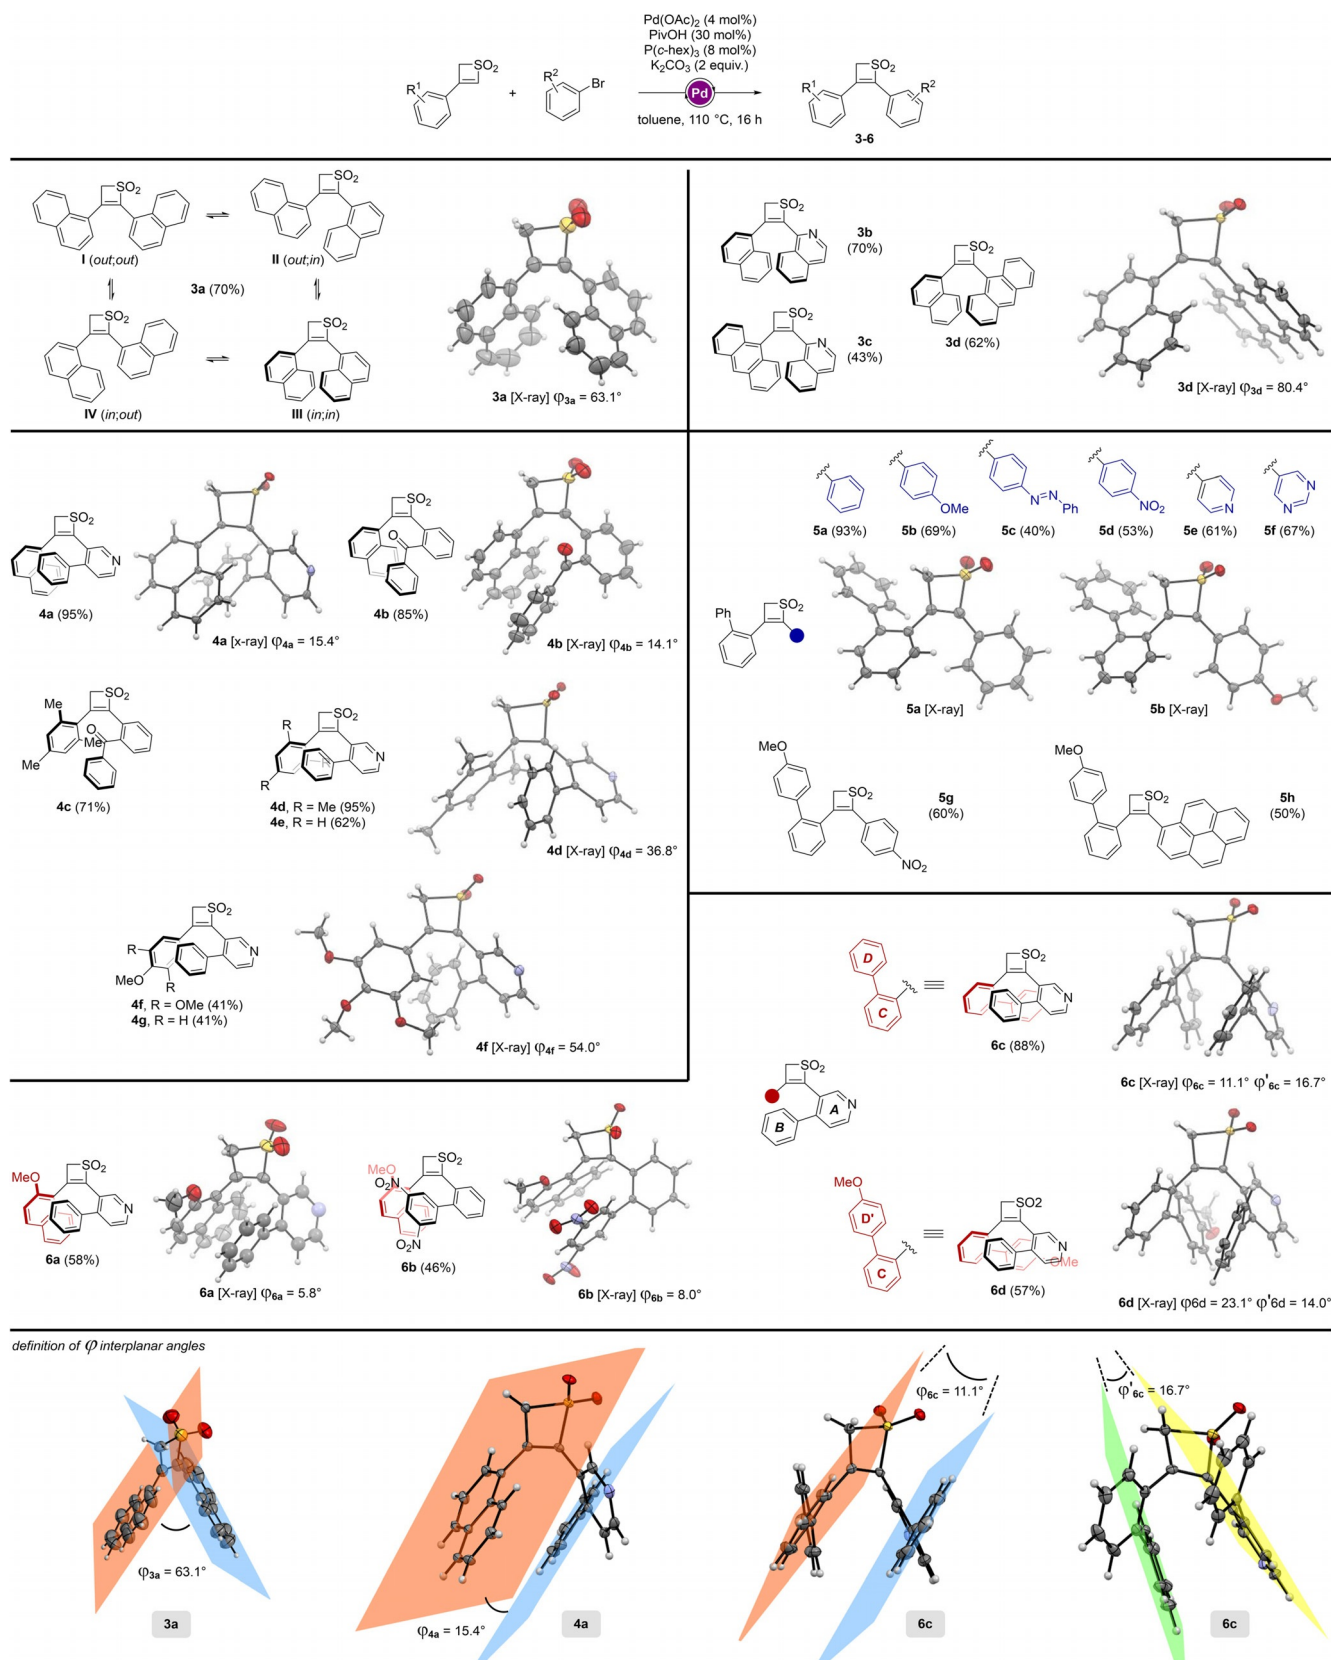 Pd(OAc)2 (4 mol%)
PivOH (30 mol%)
P(c-hex)3 (8 mol%)
K2CO3 (2 equiv.)
R1
SO2
+
R2
Br
Pd
toluene, 110 °C, 16 h
R1
SO2
R2
3-6
SO2
I (out;out)
SO2
II (out;in)
3a (70%)
SO2
IV (in;out)
SO2
III (in;in)
3a [X-ray] φ3a = 63.1°
SO2
N
3b
(70%)
SO2
N
3c
(43%)
SO2
3d (62%)
3d [X-ray] φ3d = 80.4°
SO2
N
4a (95%)
4a [x-ray] φ4a = 15.4°
SO2
O
4b (85%)
4b [X-ray] φ4b = 14.1°
SO2
Me
O
Me
Me
4c (71%)
SO2
R
R
R
N
4d, R = Me (95%)
4e, R = H (62%)
4d [X-ray] φ4d = 36.8°
SO2
R
MeO
R
N
4f, R = OMe (41%)
4g, R = H (41%)
4f [X-ray] φ4f = 54.0°
5a (93%)
OMe
5b (69%)
N=N
Ph
5c (40%)
NO2
5d (53%)
N
5e (61%)
N
N
5f (67%)
Ph
SO2
5a [X-ray]
5b [X-ray]
MeO
SO2
NO2
5g
(60%)
MeO
SO2
5h
(50%)
SO2
MeO
N
6a (58%)
6a [X-ray] φ6a = 5.8°
SO2
MeO
O2N
O2N
6b (46%)
6b [X-ray] φ6b = 8.0°
SO2
A
N
B
D
C
SO2
N
6c (88%)
6c [X-ray] φ6c = 11.1° φ'6c = 16.7°
MeO
D'
C
SO2
N
OMe
6d (57%)
6d [X-ray] φ6d = 23.1° φ'6d = 14.0°
definition of φ interplanar angles
φ3a = 63.1°
3a
φ4a = 15.4°
4a
φ6c = 11.1°
6c
φ'6c = 16.7°
6c